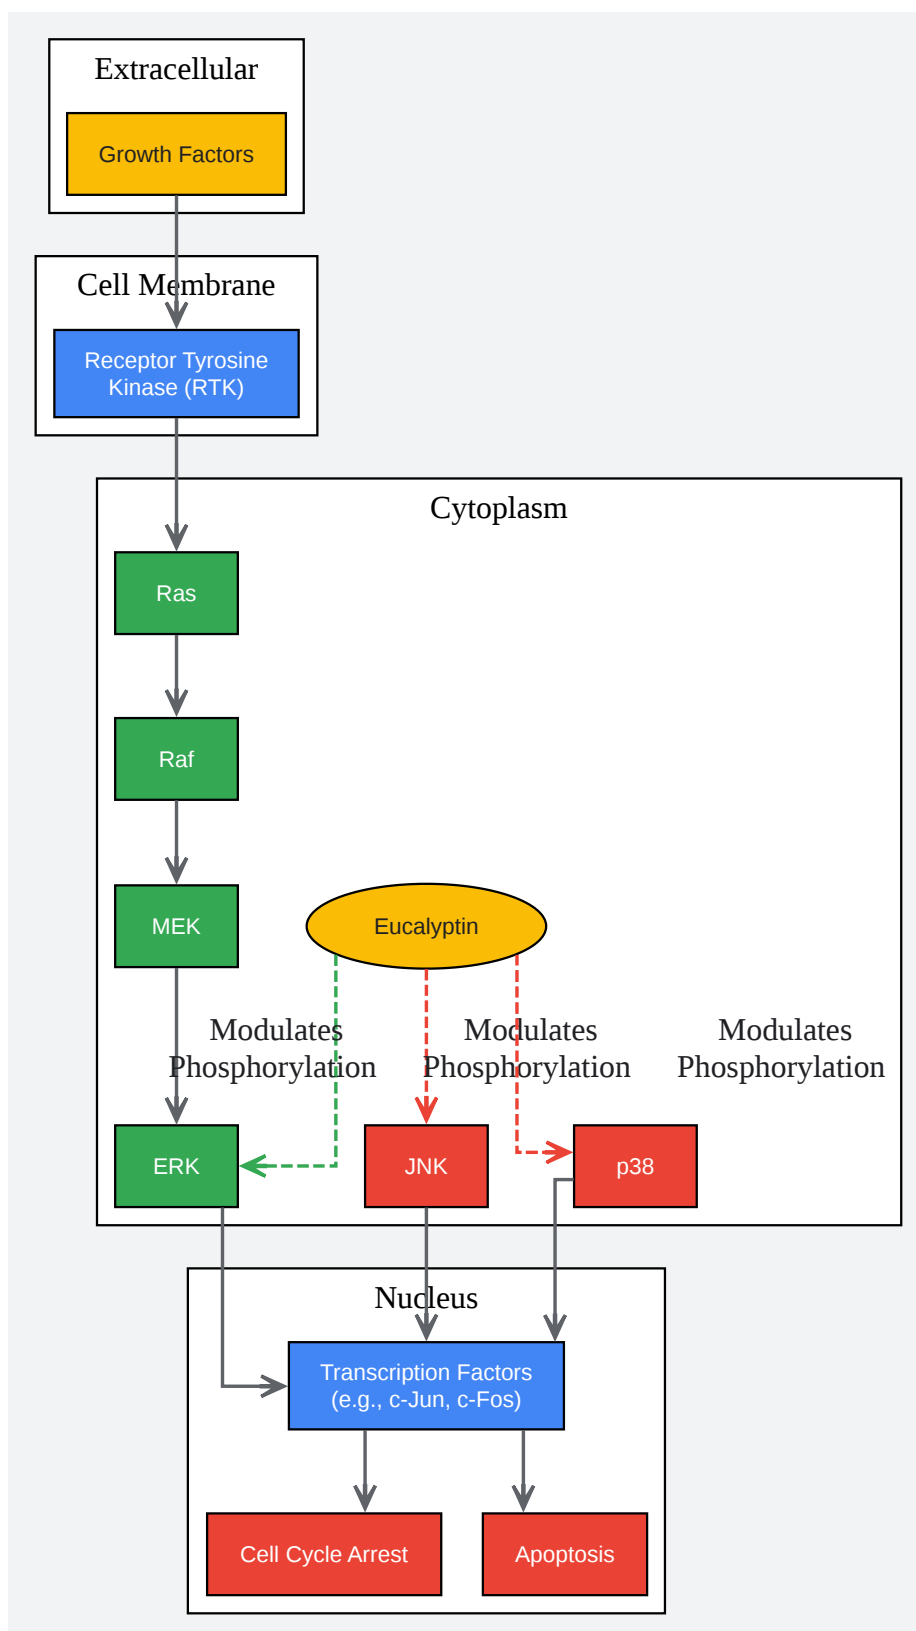 Extracellular
Growth Factors
Cell Membrane
Receptor Tyrosine
Kinase (RTK)
Cytoplasm
Ras
Raf
MEK
Eucalyptin
Modulates
Phosphorylation
Modulates
Phosphorylation
Modulates
Phosphorylation
ERK
JNK
p38
Nucleus
Transcription Factors
(e.g., c-Jun, c-Fos)
Cell Cycle Arrest
Apoptosis